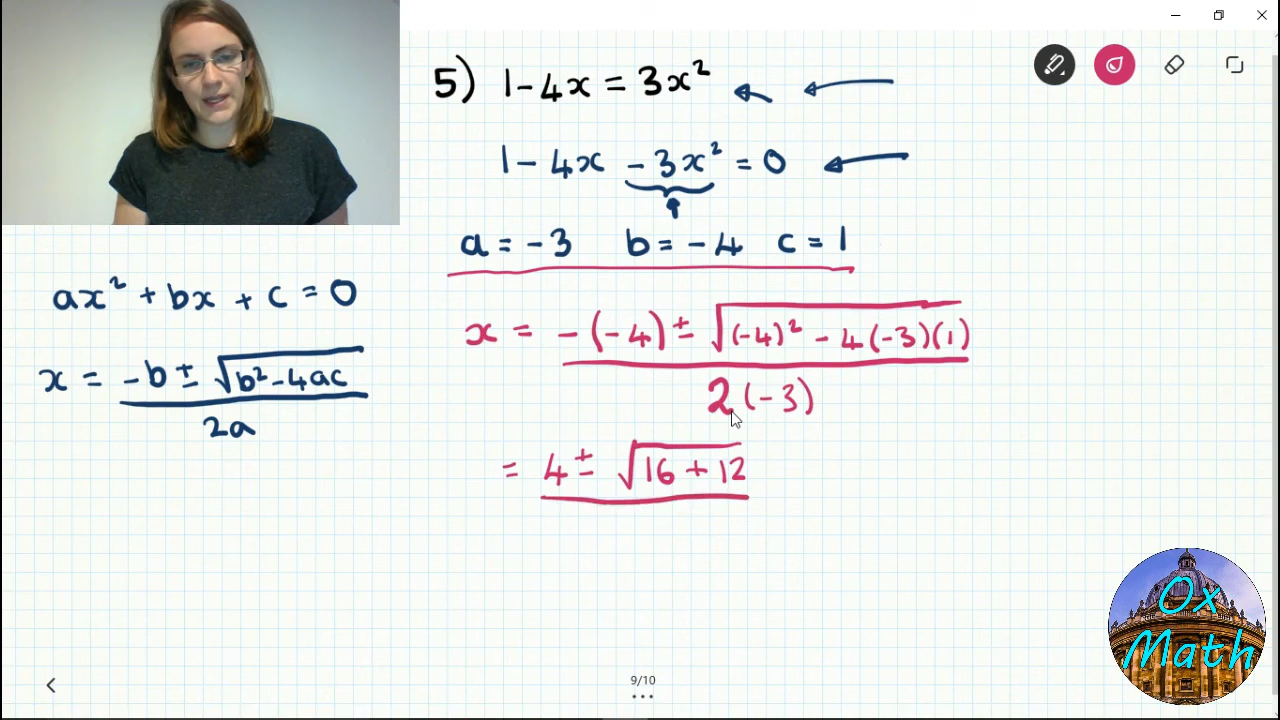 5) 1 - 4x = 3x²
1 - 4x - 3x² = 0
a = -3 b = -4 c = 1
ax² + bx + c = 0
x = -b ± √b² - 4ac
2a
x = -(-4) ± √(-4)² - 4(-3)(1)
2(-3)
= 4 ± √16 + 12
Ox
Math
9/10